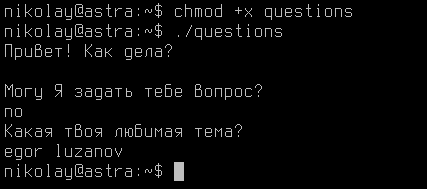 nikolay@astra:~$ chmod +x questions
nikolay@astra:~$ ./questions
Привет! Как дела?
Могу Я задать тебе вопрос?
no
Какая твоя любимая тема?
egor luzanov
nikolay@astra:~$